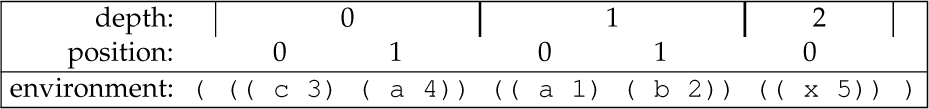 depth: 0 1 2
position: 0 1 0 1 0
environment: ( (( c 3) ( a 4)) (( a 1) ( b 2)) (( x 5)) )